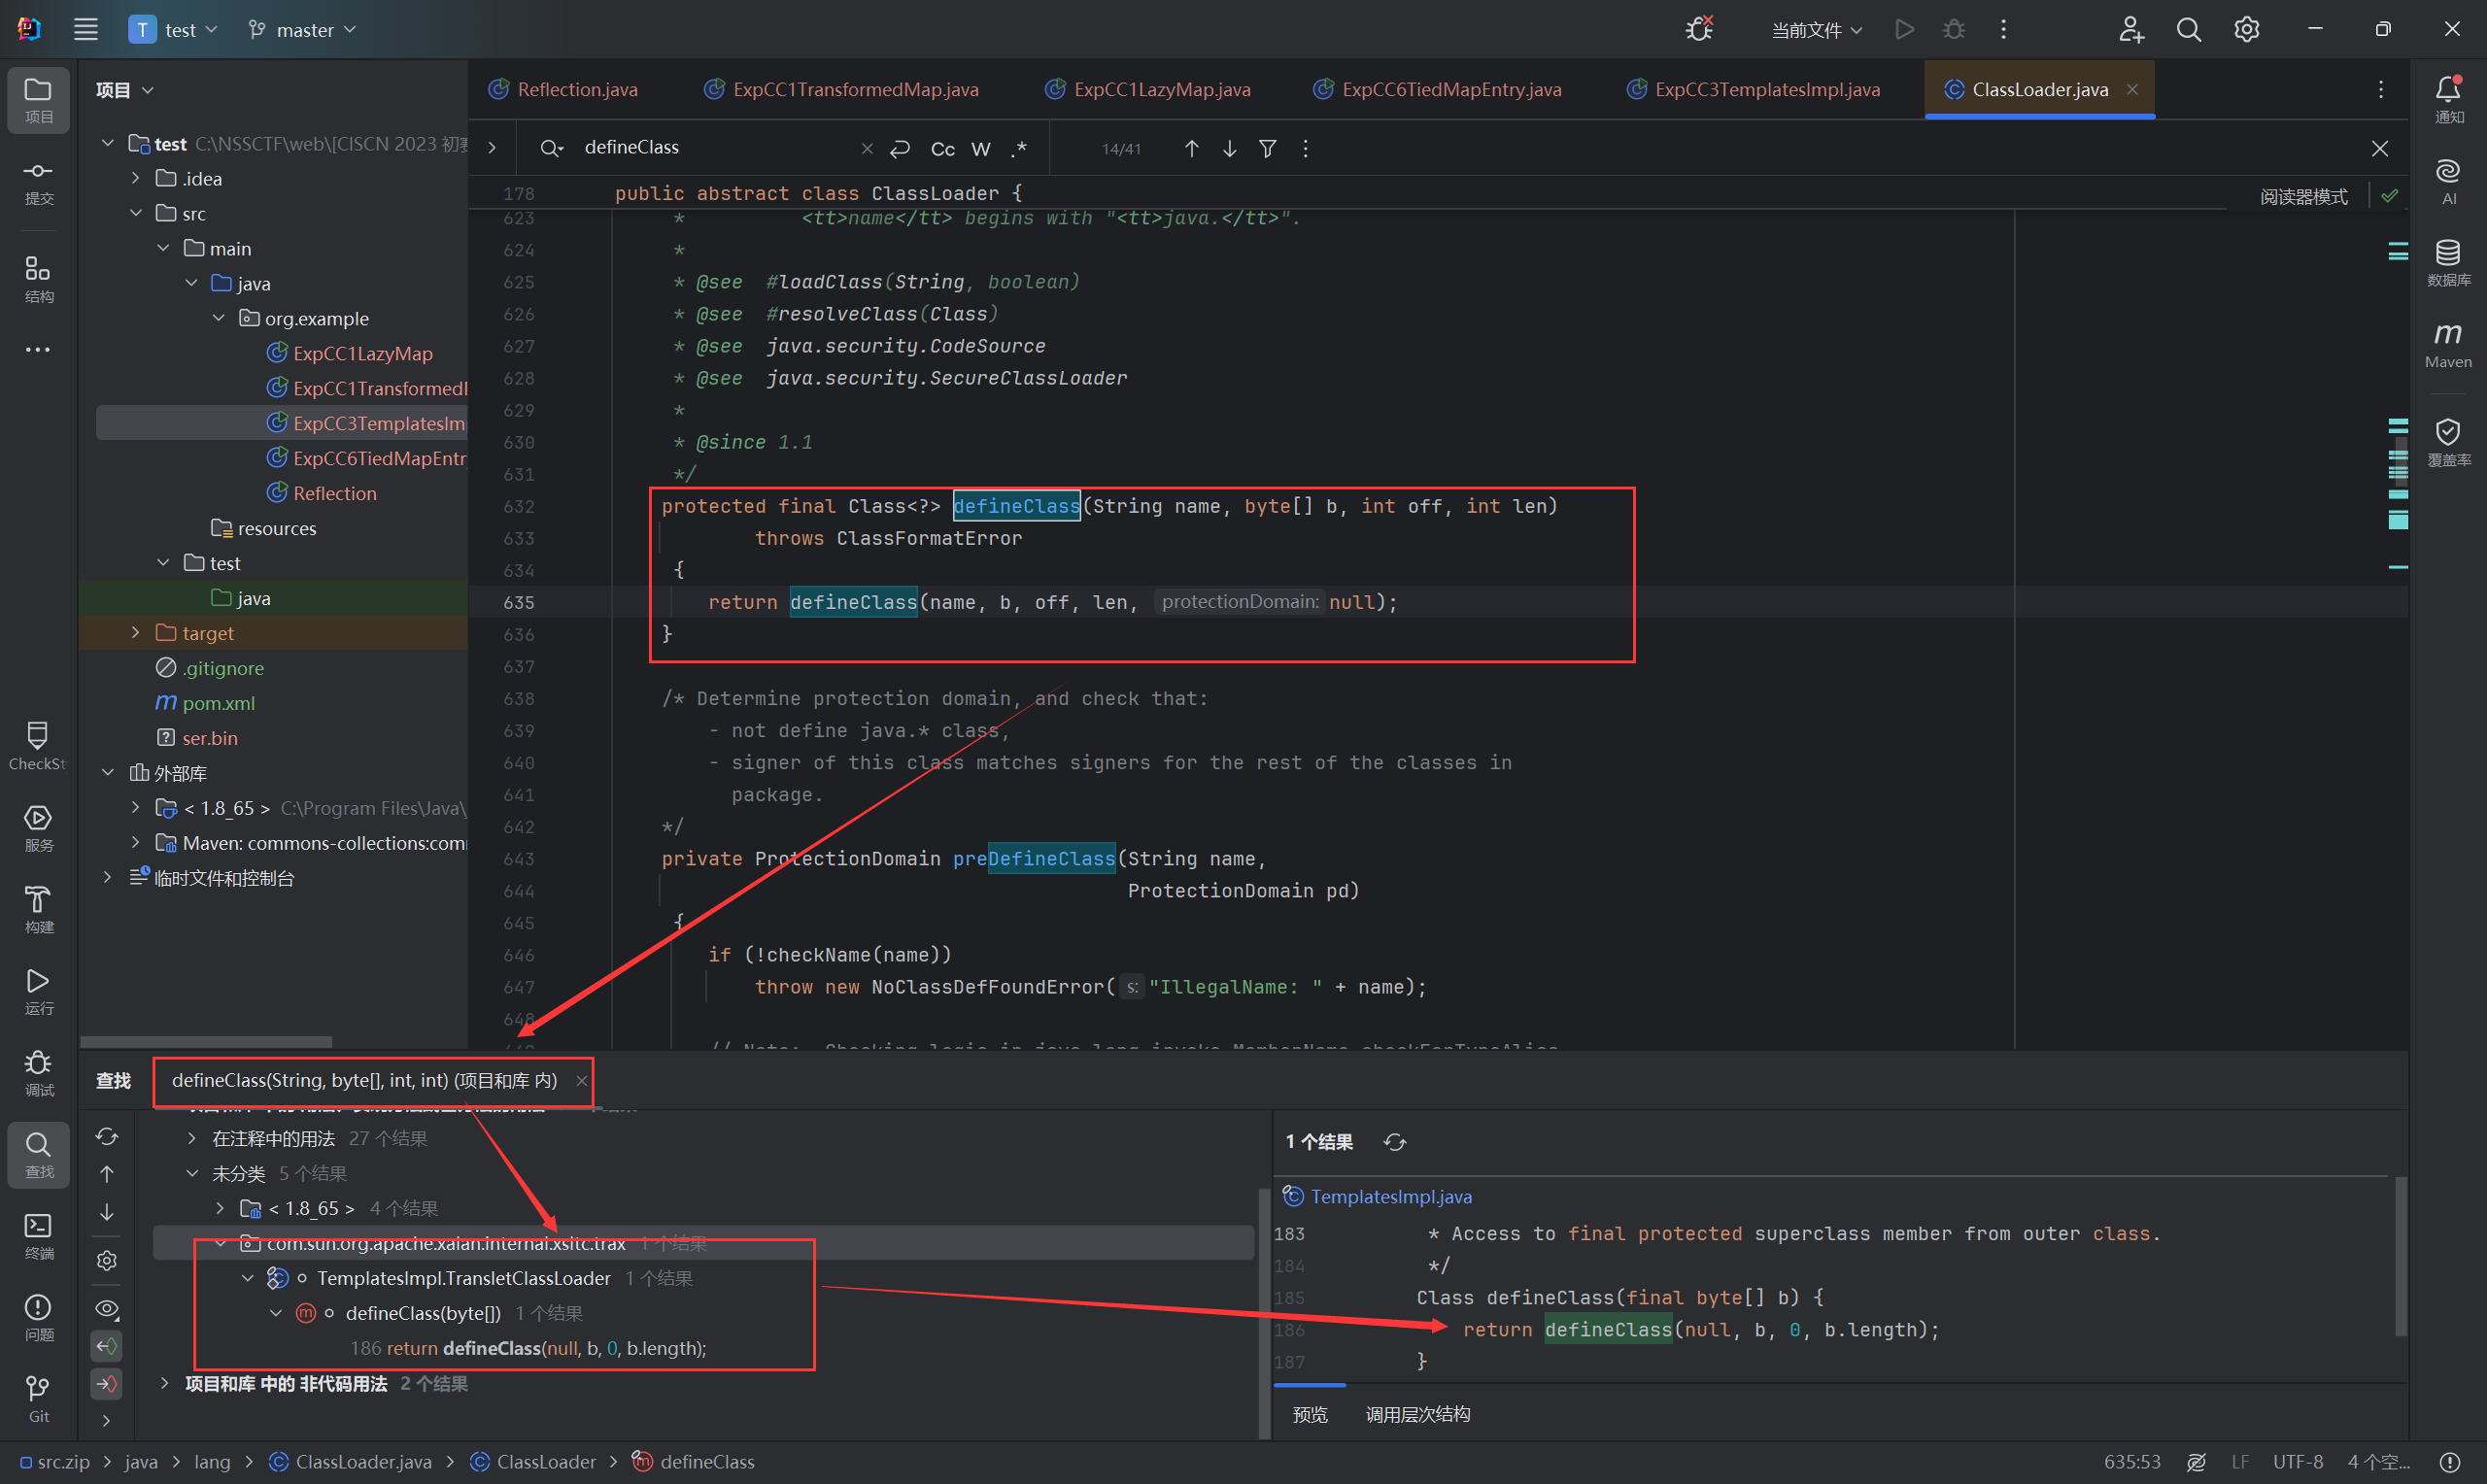 T test master 当前文件
项目
提交
结构
CheckSt
服务
构建
运行
调试
查找
终端
问题
Git
项目
test C:\NSSCTF\web\[CISCN 2023 初赛
.idea
src
main
java
org.example
ExpCC1LazyMap
ExpCC1Transformed
ExpCC3TemplatesIm
ExpCC6TiedMapEntr
Reflection
resources
test
java
target
.gitignore
pom.xml
ser.bin
外部库
< 1.8_65 > C:\Program Files\Java\
Maven: commons-collections:com
临时文件和控制台
Reflection.java ExpCC1TransformedMap.java ExpCC1LazyMap.java ExpCC6TiedMapEntry.java ExpCC3TemplatesImpl.java ClassLoader.java
defineClass Cc W .* 14/41
阅读器模式
178 public abstract class ClassLoader {
623 * <tt>name</tt> begins with "<tt>java.</tt>".
624 *
625 * @see #loadClass(String, boolean)
626 * @see #resolveClass(Class)
627 * @see java.security.CodeSource
628 * @see java.security.SecureClassLoader
629 *
630 * @since 1.1
631 */
632 protected final Class<?> defineClass(String name, byte[] b, int off, int len)
633 throws ClassFormatError
634 {
635 return defineClass(name, b, off, len, protectionDomain: null);
636 }
637
638 /* Determine protection domain, and check that:
639 - not define java.* class,
640 - signer of this class matches signers for the rest of the classes in
641 package.
642 */
643 private ProtectionDomain preDefineClass(String name,
644 ProtectionDomain pd)
645 {
646 if (!checkName(name))
647 throw new NoClassDefFoundError( s: "IllegalName: " + name);
648
// Note: Checking logic in java.lang.invoke.MemberName.checkForTypeAlias
通知
AI
数据库
m
Maven
覆盖率
查找 defineClass(String, byte[], int, int) (项目和库 内)
在注释中的用法 27 个结果
未分类 5 个结果
< 1.8_65 > 4 个结果
com.sun.org.apache.xalan.internal.xsltc.trax 1 个结果
TemplatesImpl.TransletClassLoader 1 个结果
defineClass(byte[]) 1 个结果
186 return defineClass(null, b, 0, b.length);
项目和库 中的 非代码用法 2 个结果
1 个结果
TemplatesImpl.java
183 * Access to final protected superclass member from outer class.
184 */
185 Class defineClass(final byte[] b) {
186 return defineClass(null, b, 0, b.length);
187 }
预览 调用层次结构
src.zip > java > lang > ClassLoader.java > ClassLoader > defineClass
635:53 LF UTF-8 4 个空...